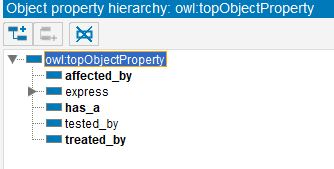 Object property hierarchy: owl:topObjectProperty
owl:topObjectProperty
affected_by
express
has_a
tested_by
treated_by